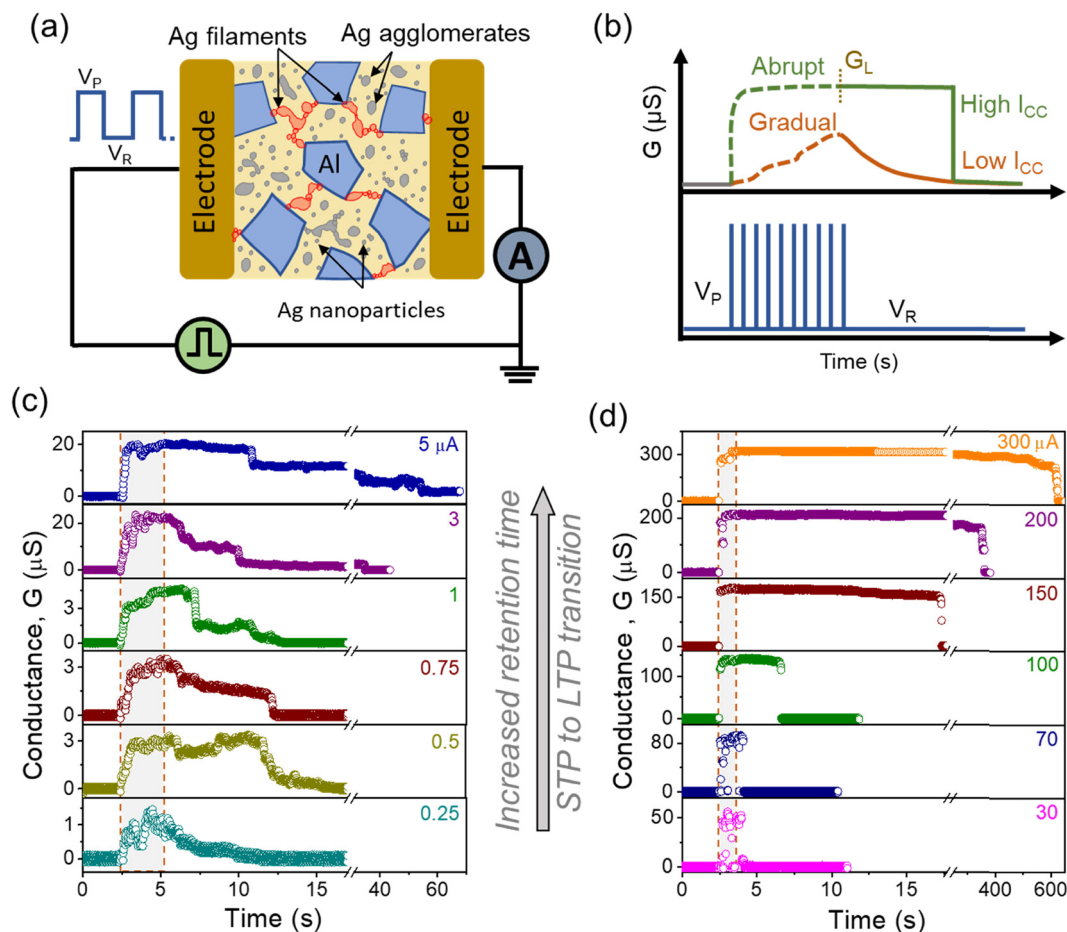 (a)
Ag filaments
Ag agglomerates
V_P
V_R
Electrode
Al
Electrode
A
Ag nanoparticles
(b)
G (µS)
Abrupt
G_L
High I_CC
Gradual
Low I_CC
V_P
V_R
Time (s)
(c)
Conductance, G (µS)
20
0
5 µA
20
0
3
3
0
1
3
0
0.75
3
0
0.5
1
0
0.25
0 5 10 15 40 60
Time (s)
Increased retention time
STP to LTP transition
(d)
Conductance , G (µS)
300
0
300 µA
200
0
200
150
0
150
100
0
100
80
0
70
50
0
30
0 5 10 15 400 600
Time (s)